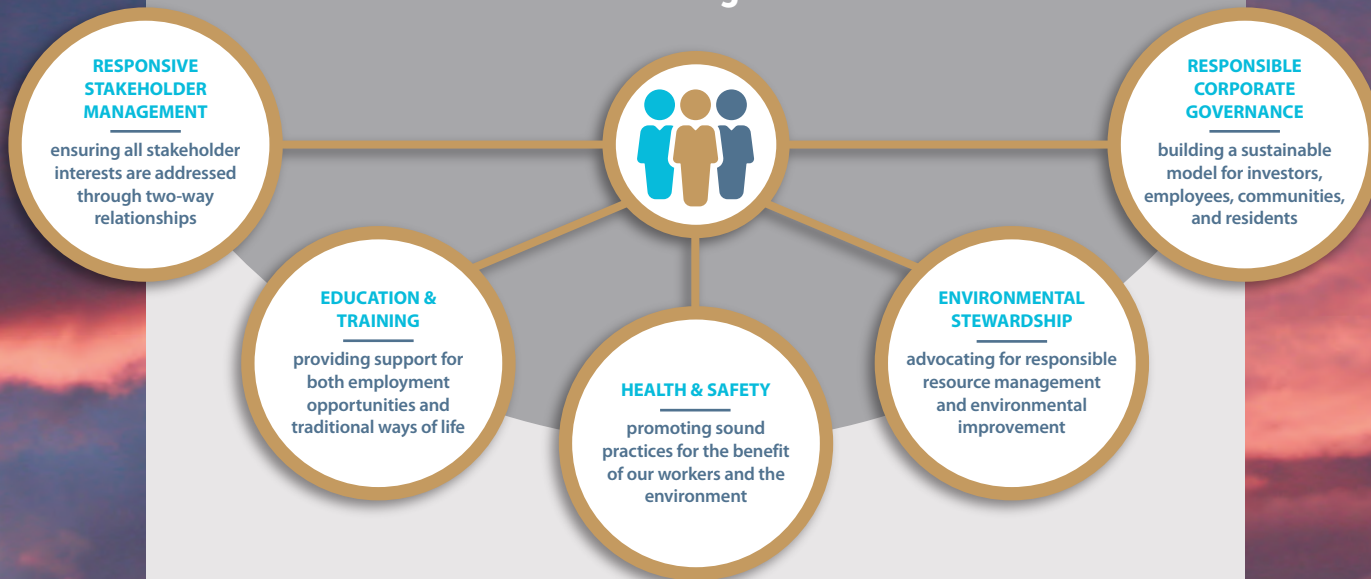 RESPONSIVE
STAKEHOLDER
MANAGEMENT
ensuring all stakeholder
interests are addressed
through two-way
relationships
EDUCATION &
TRAINING
providing support for
both employment
opportunities and
traditional ways of life
HEALTH & SAFETY
promoting sound
practices for the benefit
of our workers and the
environment
ENVIRONMENTAL
STEWARDSHIP
advocating for responsible
resource management
and environmental
improvement
RESPONSIBLE
CORPORATE
GOVERNANCE
building a sustainable
model for investors,
employees, communities,
and residents